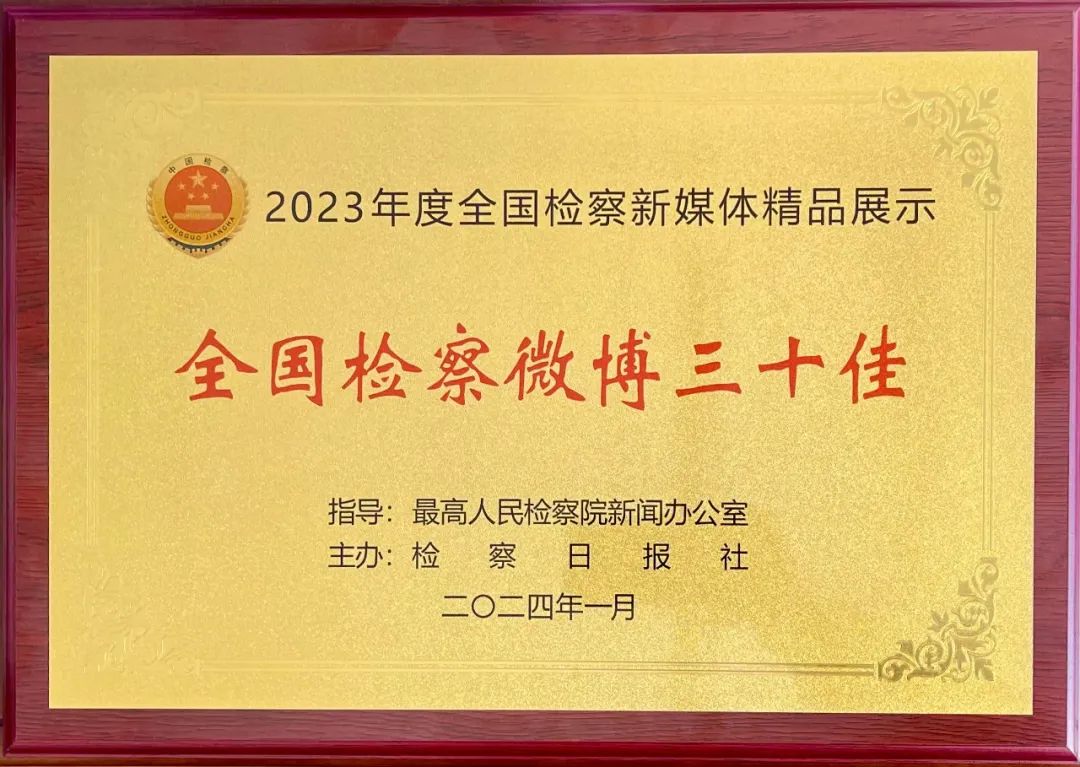 中国检察
ZHONGGUO JIANCHA
2023年度全国检察新媒体精品展示
全国检察微博三十佳
指导：最高人民检察院新闻办公室
主办：检察日报社
二〇二四年一月